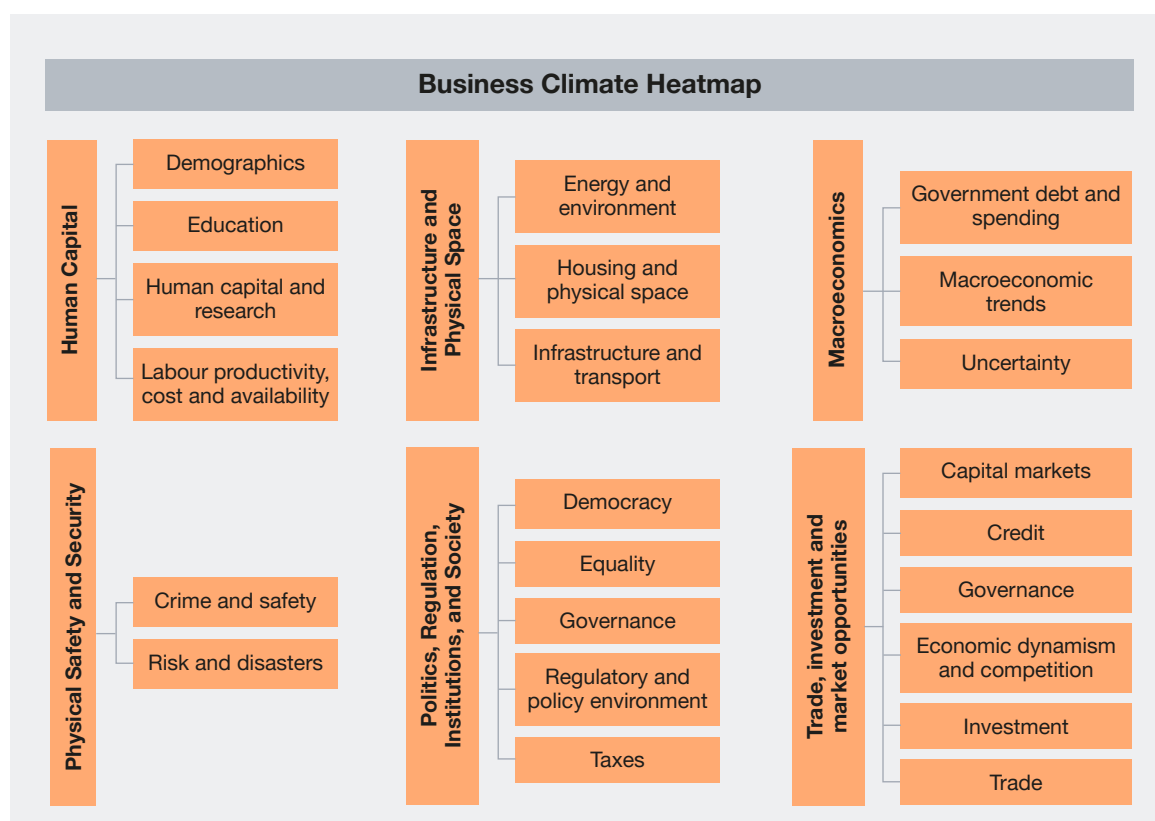 Business Climate Heatmap
Human Capital
Demographics
Education
Human capital and
research
Labour productivity,
cost and availability
Infrastructure and
Physical Space
Energy and
environment
Housing and
physical space
Infrastructure and
transport
Macroeconomics
Government debt and
spending
Macroeconomic
trends
Uncertainty
Physical Safety and Security
Crime and safety
Risk and disasters
Politics, Regulation,
Institutions, and Society
Democracy
Equality
Governance
Regulatory and
policy environment
Taxes
Trade, investment and
market opportunities
Capital markets
Credit
Governance
Economic dynamism
and competition
Investment
Trade